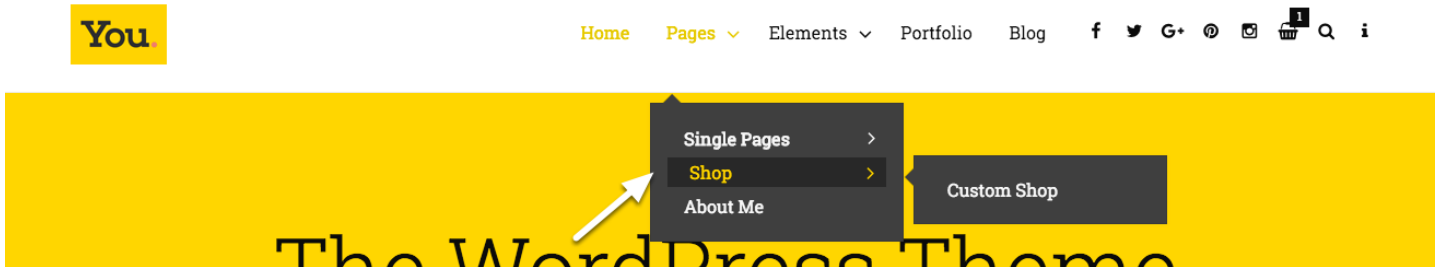 You.
Home Pages Elements Portfolio Blog f G+ 1 i
Single Pages
Shop
About Me
Custom Shop
The WordPress Theme